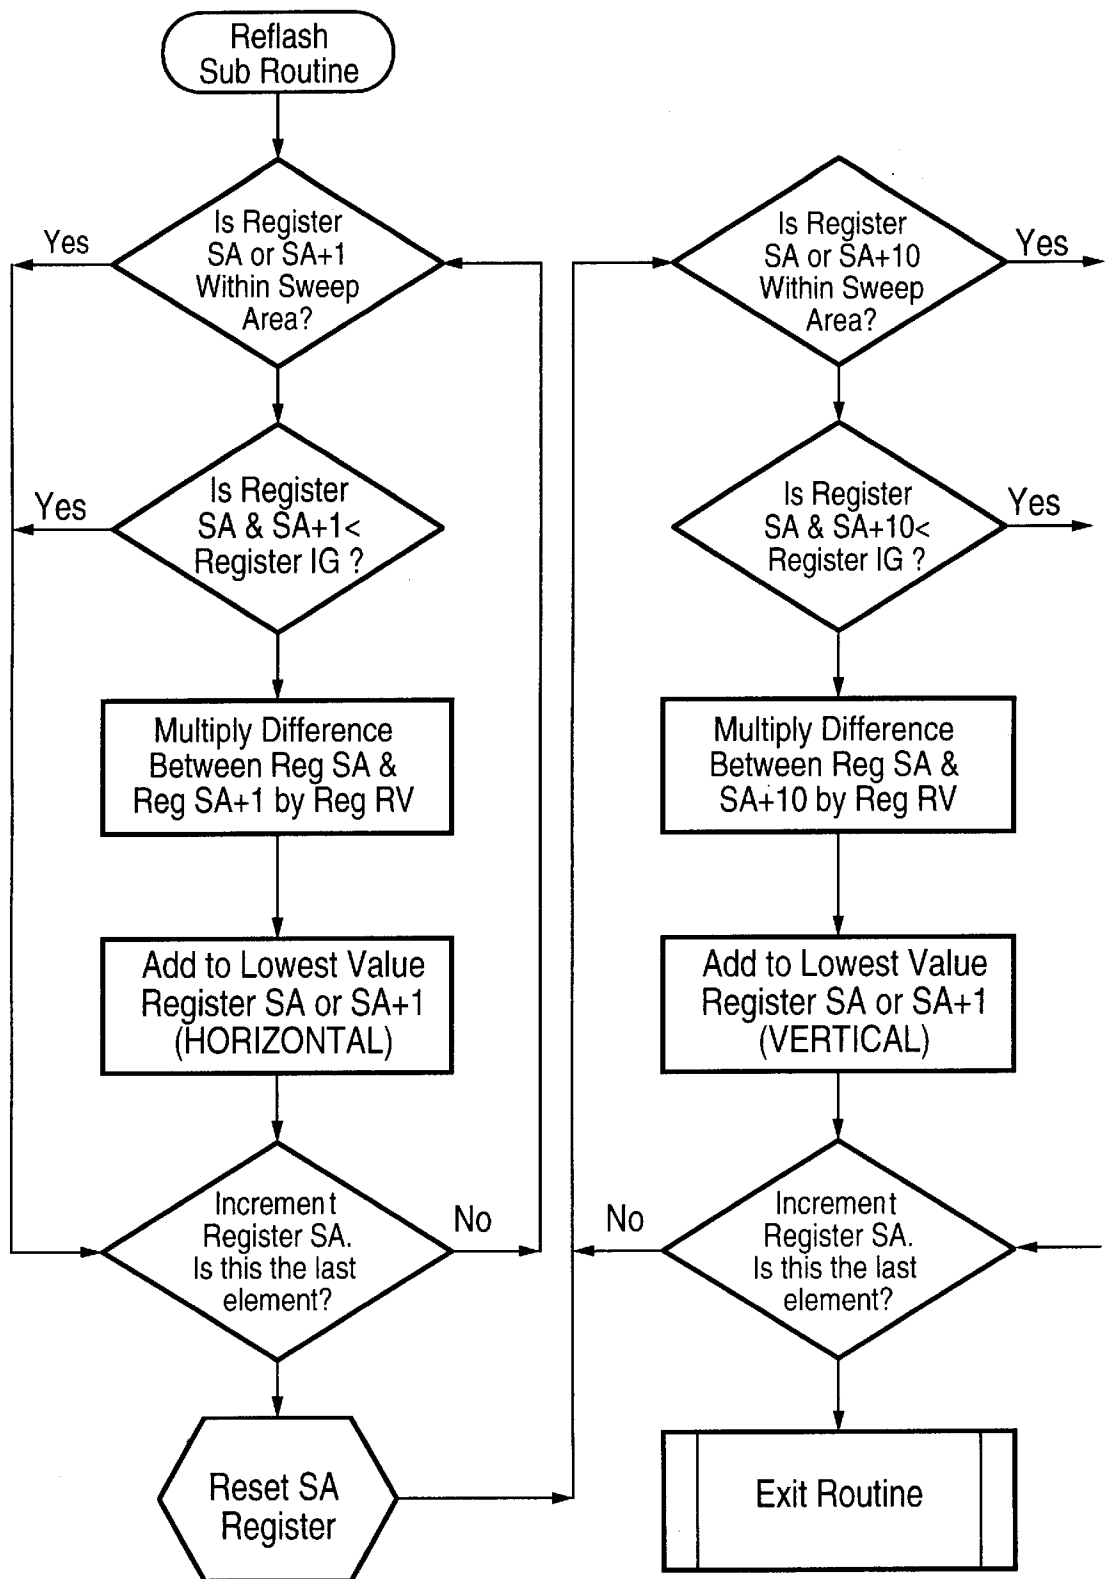 Reflash
Sub Routine
Is Register
SA or SA+1
Within Sweep
Area?
Yes
Is Register
SA & SA+1<
Register IG ?
Yes
Multiply Difference
Between Reg SA &
Reg SA+1 by Reg RV
Add to Lowest Value
Register SA or SA+1
(HORIZONTAL)
Increment
Register SA.
Is this the last
element?
No
Reset SA
Register
Is Register
SA or SA+10
Within Sweep
Area?
Yes
Is Register
SA & SA+10<
Register IG ?
Yes
Multiply Difference
Between Reg SA &
SA+10 by Reg RV
Add to Lowest Value
Register SA or SA+1
(VERTICAL)
Increment
Register SA.
Is this the last
element?
No
Exit Routine